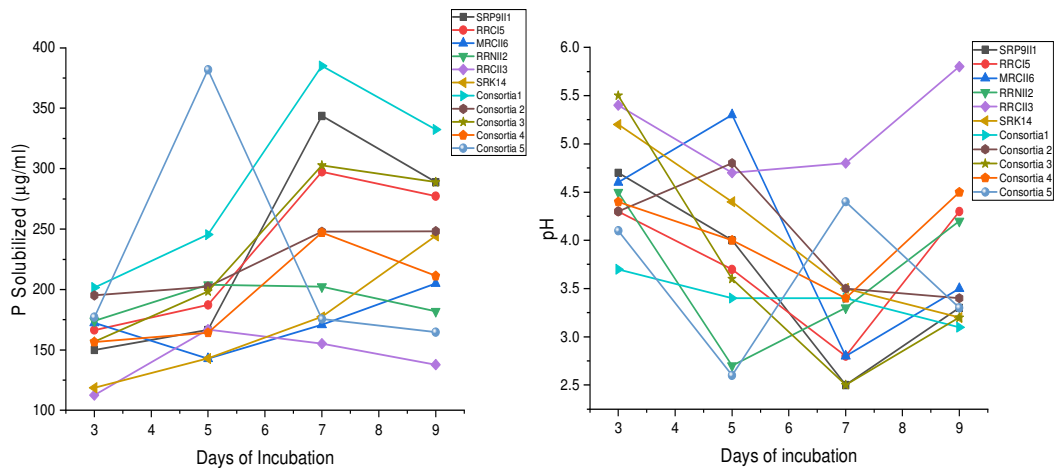 SRP9II1
RRCI5
MRCII6
RRNII2
RRCII3
SRK14
Consortia1
Consortia 2
Consortia 3
Consortia 4
Consortia 5
400
350
300
250
200
150
100
P Solubilized (µg/ml)
3 4 5 6 7 8 9
Days of Incubation
SRP9II1
RRCI5
MRCII6
RRNII2
RRCII3
SRK14
Consortia1
Consortia 2
Consortia 3
Consortia 4
Consortia 5
6.0
5.5
5.0
4.5
4.0
3.5
3.0
2.5
pH
3 4 5 6 7 8 9
Days of incubation